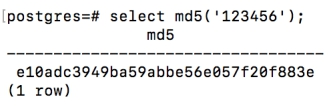 [postgres=# select md5('123456');
md5
----------------------------------
e10adc3949ba59abbe56e057f20f883e
(1 row)